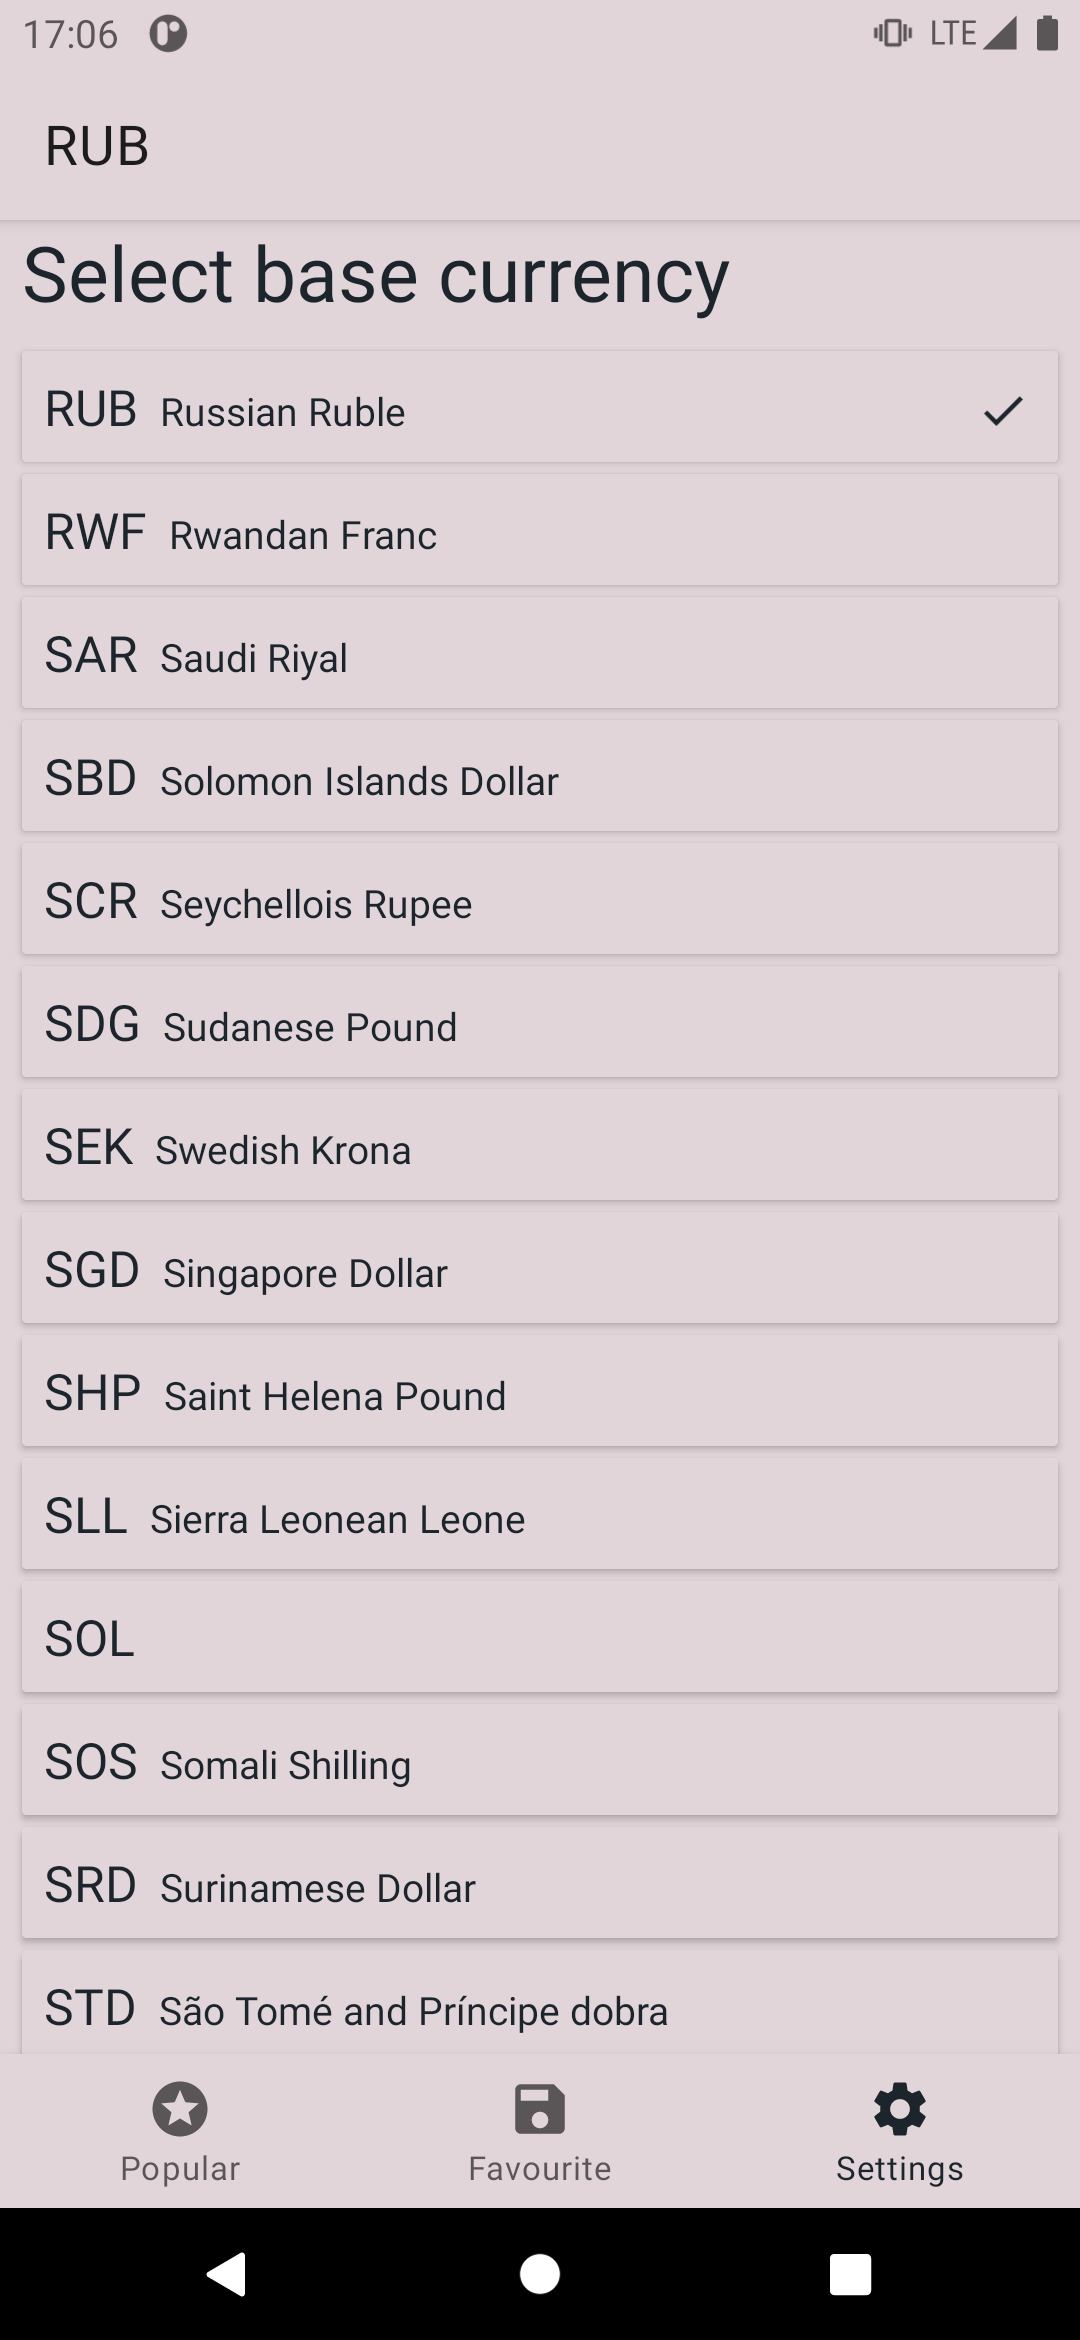 17:06
LTE
RUB
Select base currency
RUB Russian Ruble
RWF Rwandan Franc
SAR Saudi Riyal
SBD Solomon Islands Dollar
SCR Seychellois Rupee
SDG Sudanese Pound
SEK Swedish Krona
SGD Singapore Dollar
SHP Saint Helena Pound
SLL Sierra Leonean Leone
SOL
SOS Somali Shilling
SRD Surinamese Dollar
STD São Tomé and Príncipe dobra
Popular Favourite Settings